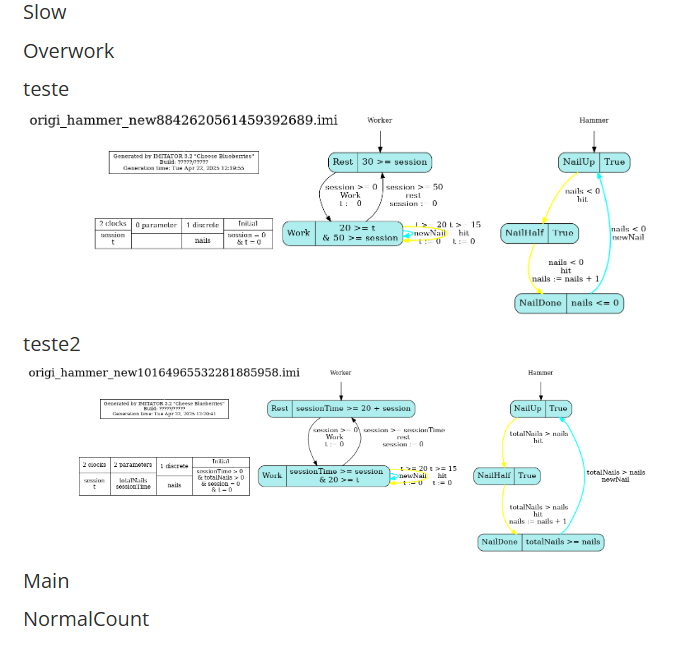 Slow
Overwork
teste
origi_hammer_new8842620561459392689.imi
Generated by IMITATOR 3.2 "Cheese Blueberries"
Build: ?????/?????
Generation time: Tue Apr 22, 2025 12:19:55
2 clocks
session
t
0 parameter
1 discrete
nails
Initial
session = 0
& t = 0
Worker
Rest
30 >= session
session >= 0
Work
t := 0
session >= 50
rest
session := 0
Work
20 >= t
& 50 >= session
t >= 20
newNail
t := 0
t >= 15
hit
t := 0
Hammer
NailUp
True
nails < 0
hit
NailHalf
True
nails < 0
newNail
nails < 0
hit
nails := nails + 1
NailDone
nails <= 0
teste2
origi_hammer_new10164965532281885958.imi
Generated by IMITATOR 3.2 "Cheese Blueberries"
Build: ?????/?????
Generation time: Tue Apr 22, 2025
2 clocks
session
t
2 parameters
totalNails
sessionTime
1 discrete
nails
Initial
sessionTime > 0
& totalNails > 0
& session = 0
& t = 0
Worker
Rest
sessionTime >= 20 + session
session >= 0
Work
t := 0
session >= sessionTime
rest
session := 0
Work
sessionTime >= session
& 20 >= t
t >= 20
newNail
t := 0
t >= 15
hit
t := 0
Hammer
NailUp
True
totalNails > nails
hit
NailHalf
True
totalNails > nails
newNail
totalNails > nails
hit
nails := nails + 1
NailDone
totalNails >= nails
Main
NormalCount